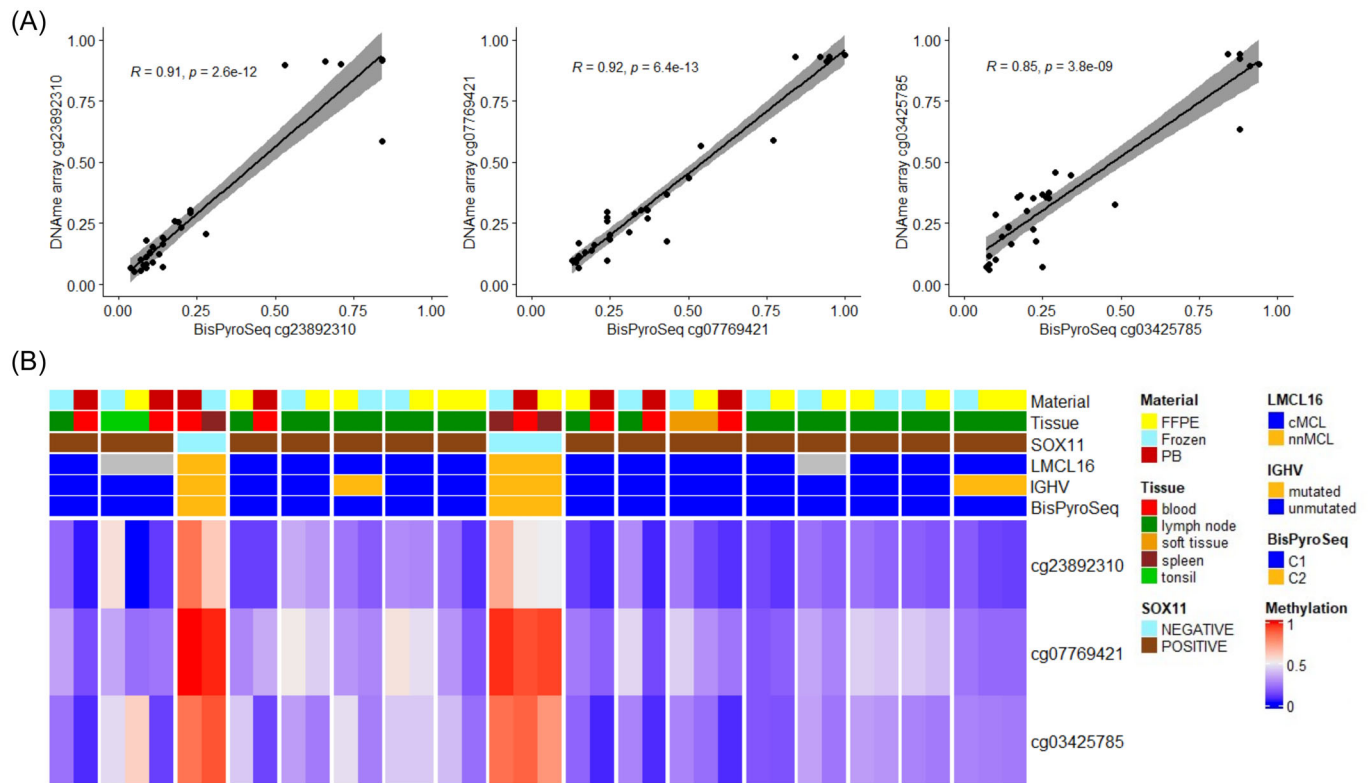 (A)
R = 0.91, p = 2.6e-12
DNAme array cg23892310
1.00
0.75
0.50
0.25
0.00
0.00 0.25 0.50 0.75 1.00
BisPyroSeq cg23892310
R = 0.92, p = 6.4e-13
DNAme array cg07769421
1.00
0.75
0.50
0.25
0.00
0.00 0.25 0.50 0.75 1.00
BisPyroSeq cg07769421
R = 0.85, p = 3.8e-09
DNAme array cg03425785
1.00
0.75
0.50
0.25
0.00
0.00 0.25 0.50 0.75 1.00
BisPyroSeq cg03425785
(B)
Material
Tissue
SOX11
LMCL16
IGHV
BisPyroSeq
cg23892310
cg07769421
cg03425785
Material
FFPE
Frozen
PB
Tissue
blood
lymph node
soft tissue
spleen
tonsil
SOX11
NEGATIVE
POSITIVE
LMCL16
cMCL
nnMCL
IGHV
mutated
unmutated
BisPyroSeq
C1
C2
Methylation
1
0.5
0